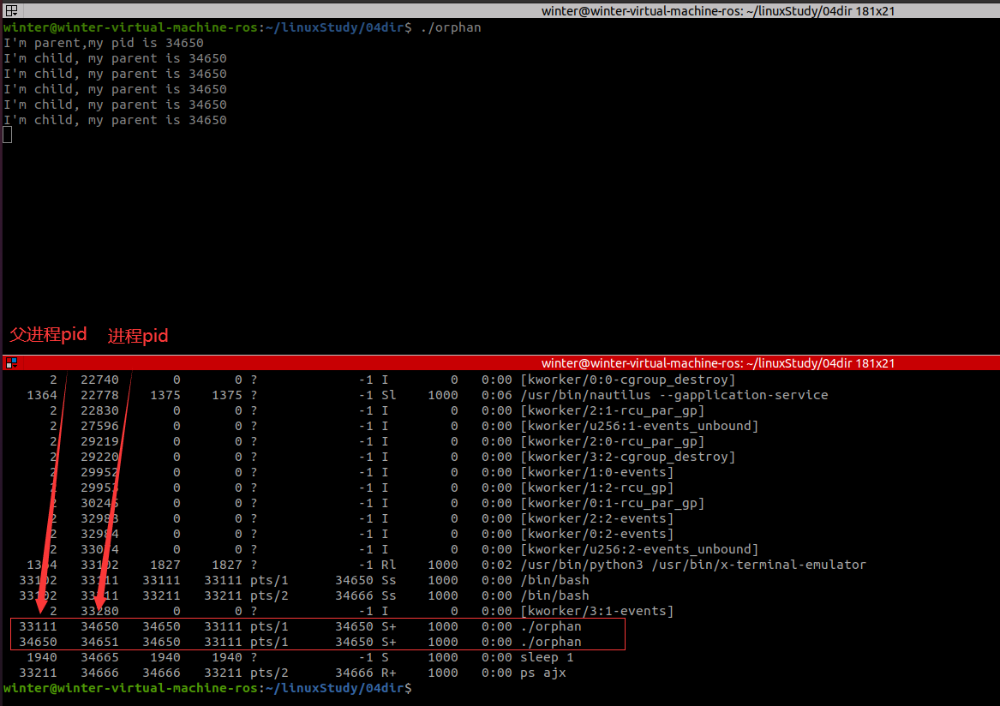 winter@winter-virtual-machine-ros: ~/linuxStudy/04dir 181x21
winter@winter-virtual-machine-ros:~/linuxStudy/04dir$ ./orphan
I'm parent,my pid is 34650
I'm child, my parent is 34650
I'm child, my parent is 34650
I'm child, my parent is 34650
I'm child, my parent is 34650
I'm child, my parent is 34650
父进程pid 进程pid
winter@winter-virtual-machine-ros: ~/linuxStudy/04dir 181x21
2 22740 0 0 ? -1 I 0 0:00 [kworker/0:0-cgroup_destroy]
1364 22778 1375 1375 ? -1 Sl 1000 0:06 /usr/bin/nautilus --gapplication-service
2 22830 0 0 ? -1 I 0 0:00 [kworker/2:1-rcu_par_gp]
2 27596 0 0 ? -1 I 0 0:00 [kworker/u256:1-events_unbound]
2 29219 0 0 ? -1 I 0 0:00 [kworker/2:0-rcu_par_gp]
2 29220 0 0 ? -1 I 0 0:00 [kworker/3:2-cgroup_destroy]
2 29952 0 0 ? -1 I 0 0:00 [kworker/1:0-events]
2 0 0 ? -1 I 0 0:00 [kworker/1:2-rcu_gp]
2 0 0 ? -1 I 0 0:00 [kworker/0:1-rcu_par_gp]
2 32983 0 0 ? -1 I 0 0:00 [kworker/2:2-events]
2 32984 0 0 ? -1 I 0 0:00 [kworker/0:2-events]
2 0 0 ? -1 I 0 0:00 [kworker/u256:2-events_unbound]
1364 33102 1827 1827 ? -1 Rl 1000 0:02 /usr/bin/python3 /usr/bin/x-terminal-emulator
33102 33111 33111 33111 pts/1 34650 Ss 1000 0:00 /bin/bash
33102 33211 33211 33211 pts/2 34666 Ss 1000 0:00 /bin/bash
2 33280 0 0 ? -1 I 0 0:00 [kworker/3:1-events]
33111 34650 34650 33111 pts/1 34650 S+ 1000 0:00 ./orphan
34650 34651 34650 33111 pts/1 34650 S+ 1000 0:00 ./orphan
1940 34665 1940 1940 ? -1 S 1000 0:00 sleep 1
33211 34666 34666 33211 pts/2 34666 R+ 1000 0:00 ps ajx
winter@winter-virtual-machine-ros:~/linuxStudy/04dir$